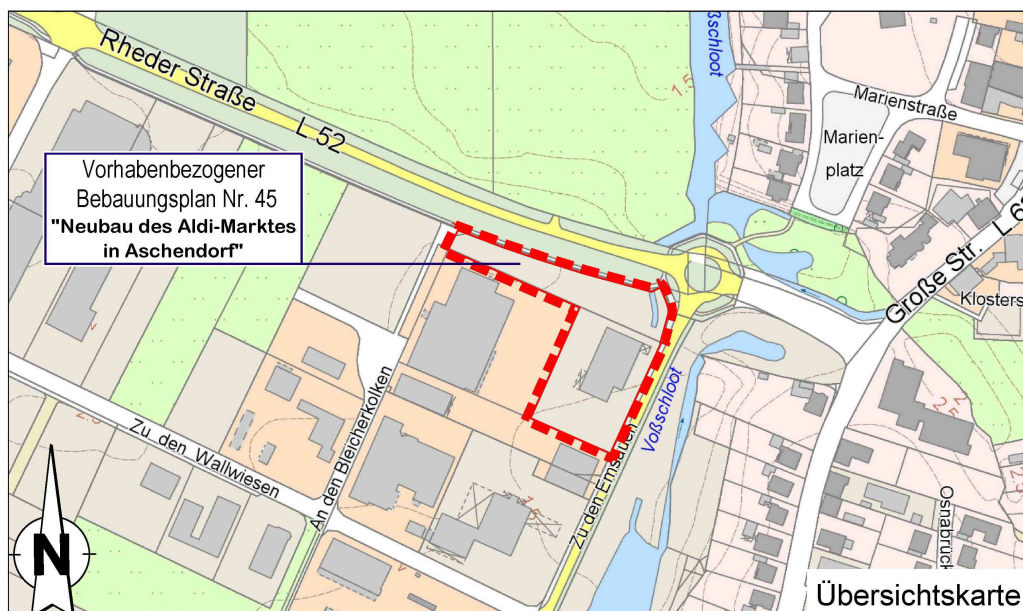 Rheder Straße
L 52
Voßschloot
Marienstraße
Marien-
platz
Vorhabenbezogener
Bebauungsplan Nr. 45
"Neubau des Aldi-Marktes
in Aschendorf"
Große Str.
Klosters
Zu den Wallwiesen
An den Bleicherkolken
Voßschloot
Zu den Emsauen
Osnabrück
N
Übersichtskarte